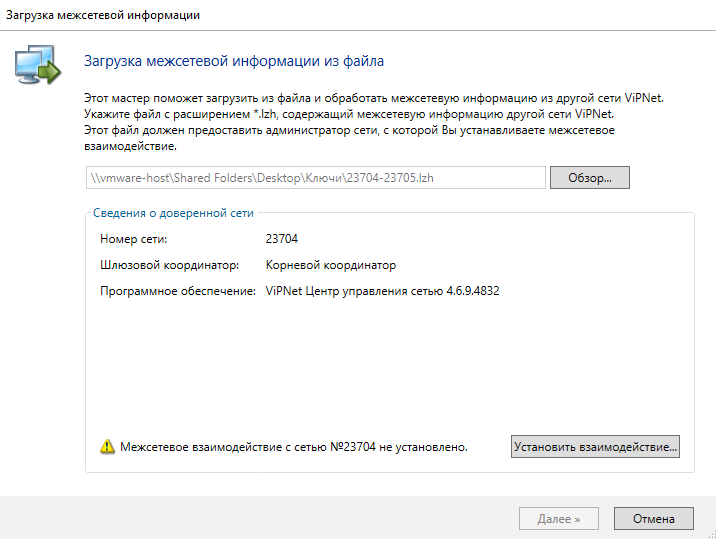 Загрузка межсетевой информации
Загрузка межсетевой информации из файла
Этот мастер поможет загрузить из файла и обработать межсетевую информацию из другой сети ViPNet.
Укажите файл с расширением *.lzh, содержащий межсетевую информацию другой сети ViPNet.
Этот файл должен предоставить администратор сети, с которой Вы устанавливаете межсетевое
взаимодействие.
\\vmware-host\Shared Folders\Desktop\Ключи\23704-23705.lzh Обзор...
Сведения о доверенной сети
Номер сети: 23704
Шлюзовой координатор: Корневой координатор
Программное обеспечение: ViPNet Центр управления сетью 4.6.9.4832
Межсетевое взаимодействие с сетью №23704 не установлено. Установить взаимодействие...
Далее » Отмена